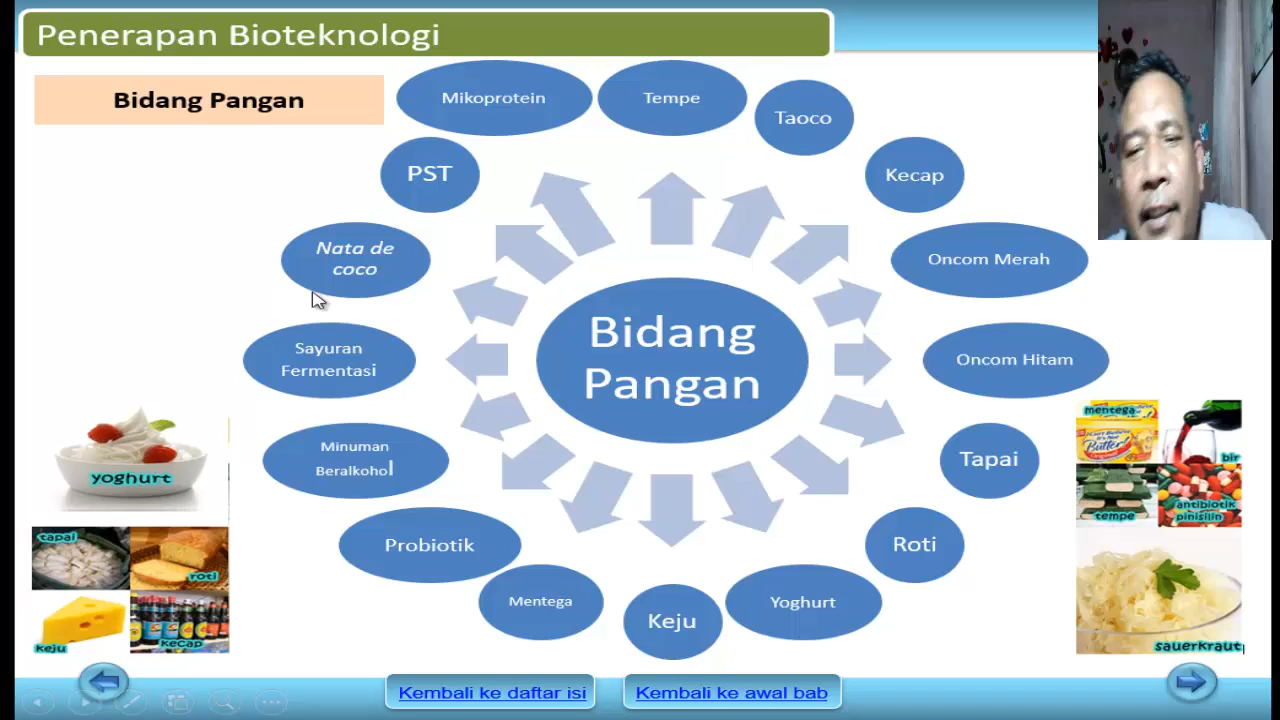 Penerapan Bioteknologi
Bidang Pangan
Mikoprotein
Tempe
Taoco
PST
Kecap
Nata de
coco
Oncom Merah
Bidang
Pangan
Sayuran
Fermentasi
Oncom Hitam
Minuman
Beralkohol
Tapai
Probiotik
Roti
Mentega
Keju
Yoghurt
yoghurt
tapai
roti
keju
kecap
mentega
Butter!
bir
tempe
antibiotik
pinisilin
sauerkraut
Kembali ke daftar isi
Kembali ke awal bab